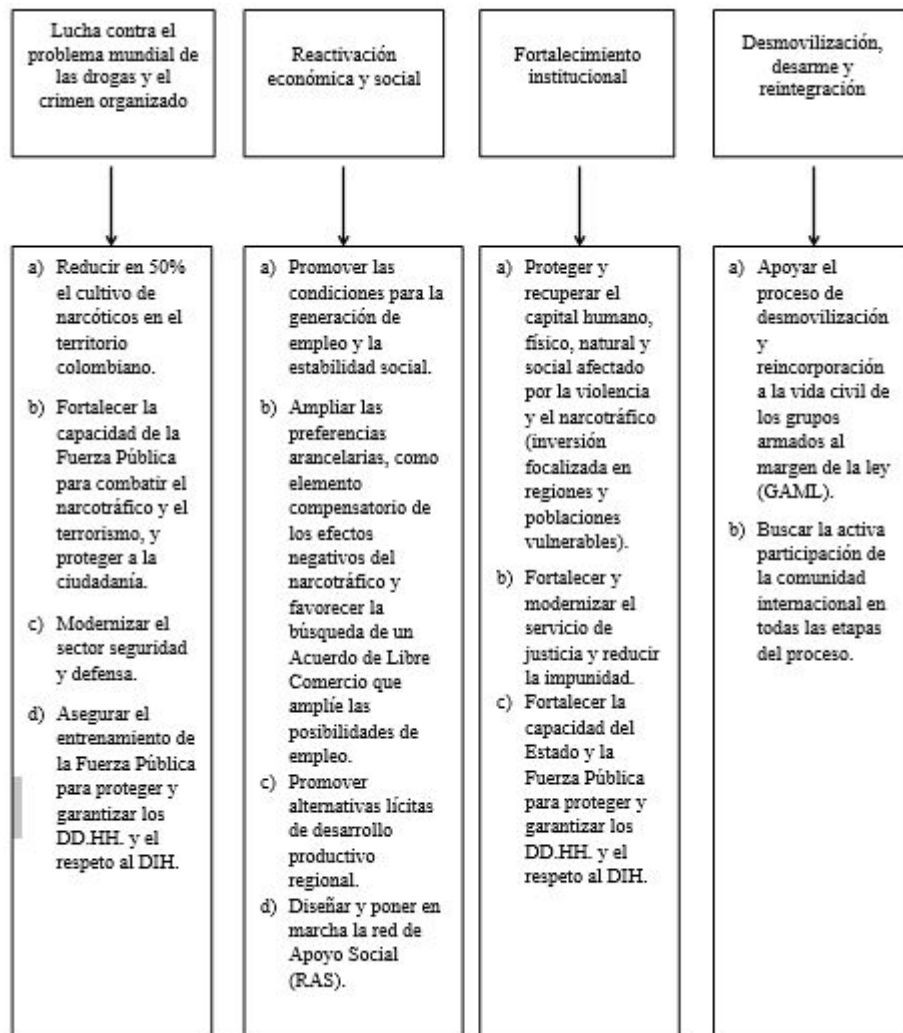 Lucha contra el
problema mundial de
las drogas y el
crimen organizado
Reactivación
económica y social
Fortalecimiento
institucional
Desmovilización,
desarme y
reintegración
a) Reducir en 50%
el cultivo de
narcóticos en el
territorio
colombiano.
b) Fortalecer la
capacidad de la
Fuerza Pública
para combatir el
narcotráfico y el
terrorismo, y
proteger a la
ciudadanía.
c) Modernizar el
sector seguridad
y defensa.
d) Asegurar el
entrenamiento de
la Fuerza Pública
para proteger y
garantizar los
DD.HH. y el
respeto al DIH.
a) Promover las
condiciones para la
generación de
empleo y la
estabilidad social.
b) Ampliar las
preferencias
arancelarias, como
elemento
compensatorio de
los efectos
negativos del
narcotráfico y
favorecer la
búsqueda de un
Acuerdo de Libre
Comercio que
amplíe las
posibilidades de
empleo.
c) Promover
alternativas lícitas
de desarrollo
productivo
regional.
d) Diseñar y poner en
marcha la red de
Apoyo Social
(RAS).
a) Proteger y
recuperar el
capital humano,
físico, natural y
social afectado
por la violencia
y el narcotráfico
(inversión
focalizada en
regiones y
poblaciones
vulnerables).
b) Fortalecer y
modernizar el
servicio de
justicia y reducir
la impunidad.
c) Fortalecer la
capacidad del
Estado y la
Fuerza Pública
para proteger y
garantizar los
DD.HH. y el
respeto al DIH.
a) Apoyar el
proceso de
desmovilización
y
reincorporación
a la vida civil de
los grupos
armados al
margen de la ley
(GAML).
b) Buscar la activa
participación de
la comunidad
internacional en
todas las etapas
del proceso.